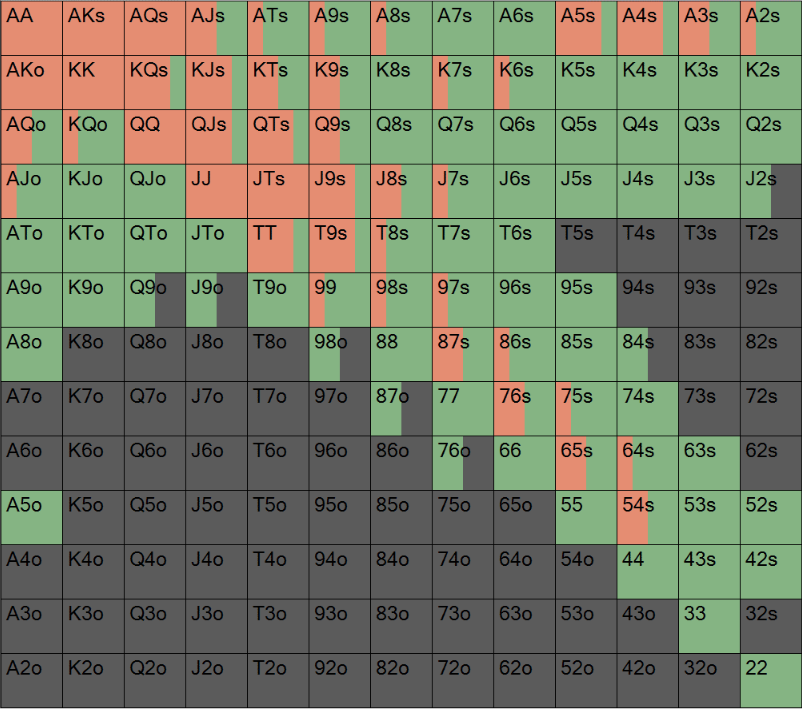 AA AKs AQs AJs ATs A9s A8s A7s A6s A5s A4s A3s A2s
AKo KK KQs KJs KTs K9s K8s K7s K6s K5s K4s K3s K2s
AQo KQo QQ QJs QTs Q9s Q8s Q7s Q6s Q5s Q4s Q3s Q2s
AJo KJo QJo JJ JTs J9s J8s J7s J6s J5s J4s J3s J2s
ATo KTo QTo JTo TT T9s T8s T7s T6s T5s T4s T3s T2s
A9o K9o Q9o J9o T9o 99 98s 97s 96s 95s 94s 93s 92s
A8o K8o Q8o J8o T8o 98o 88 87s 86s 85s 84s 83s 82s
A7o K7o Q7o J7o T7o 97o 87o 77 76s 75s 74s 73s 72s
A6o K6o Q6o J6o T6o 96o 86o 76o 66 65s 64s 63s 62s
A5o K5o Q5o J5o T5o 95o 85o 75o 65o 55 54s 53s 52s
A4o K4o Q4o J4o T4o 94o 84o 74o 64o 54o 44 43s 42s
A3o K3o Q3o J3o T3o 93o 83o 73o 63o 53o 43o 33 32s
A2o K2o Q2o J2o T2o 92o 82o 72o 62o 52o 42o 32o 22